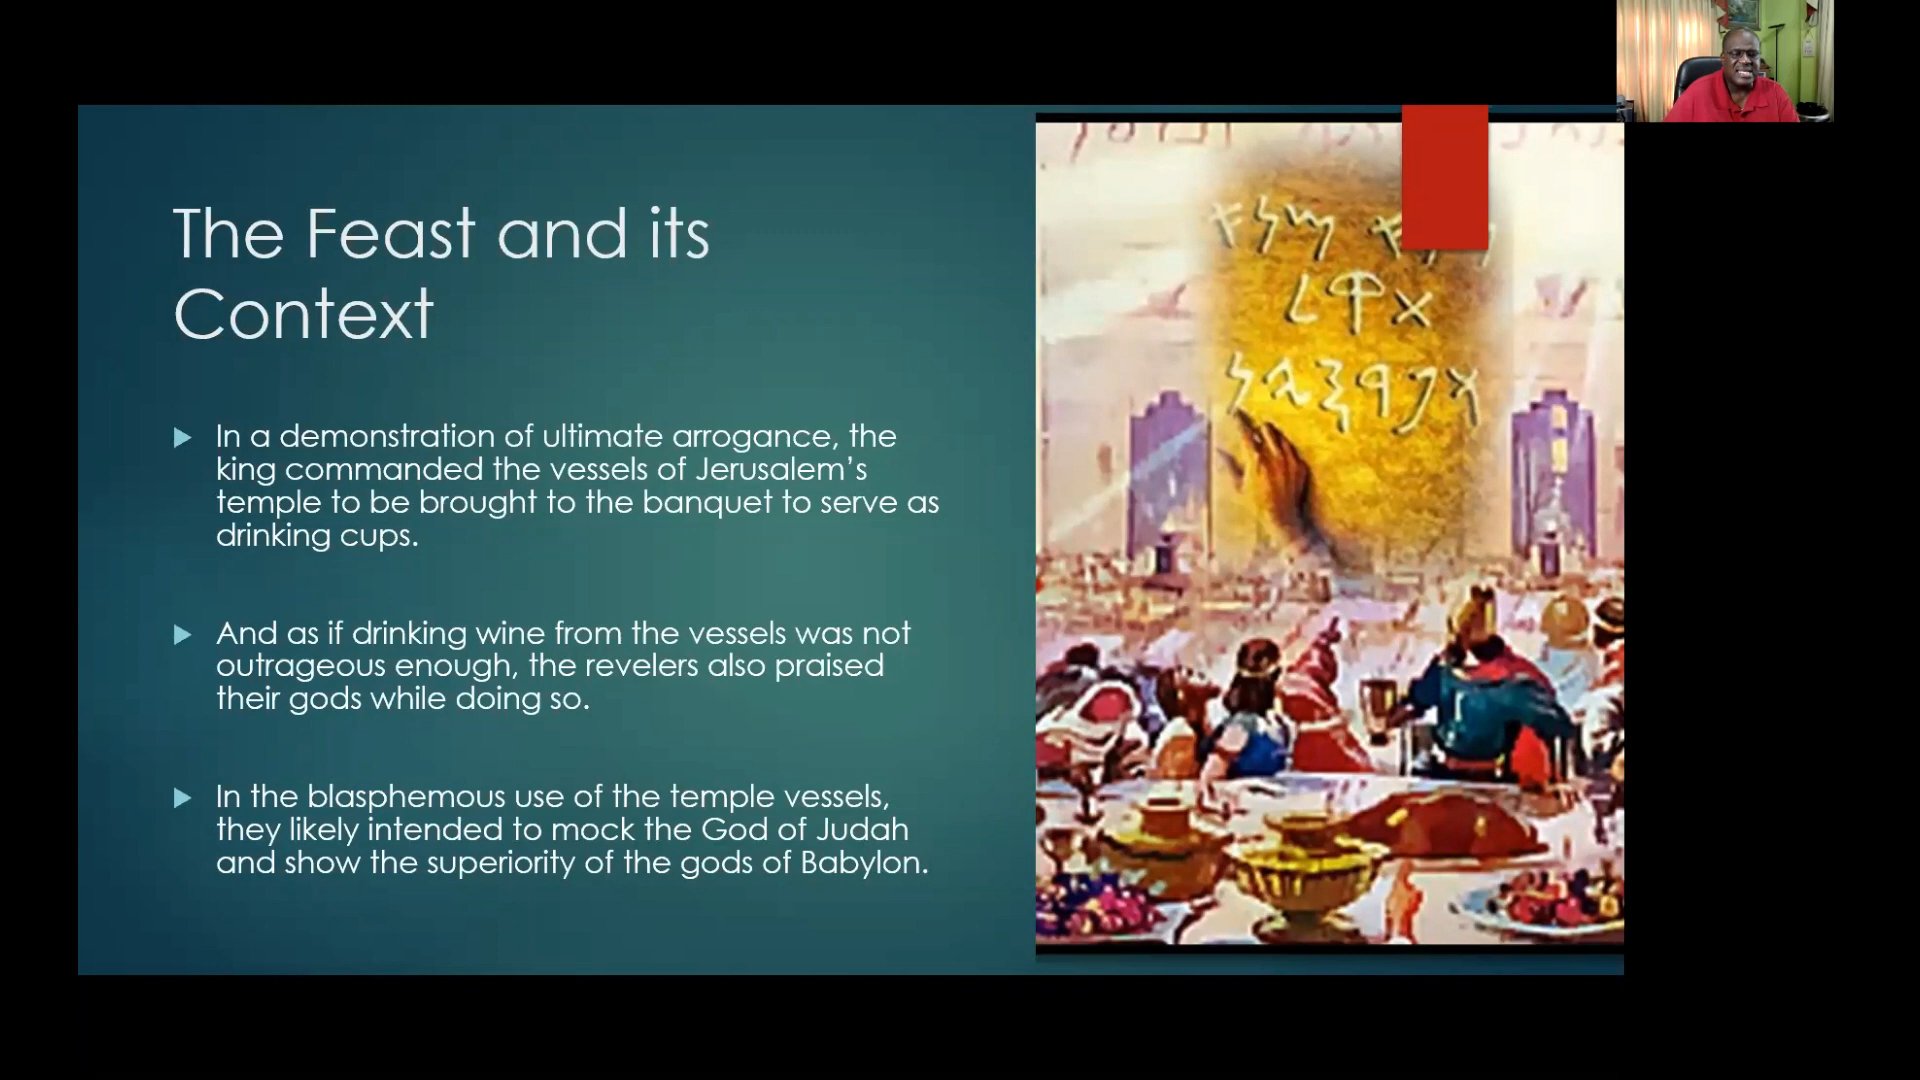 The Feast and its
Context
In a demonstration of ultimate arrogance, the
king commanded the vessels of Jerusalem's
temple to be brought to the banquet to serve as
drinking cups.
And as if drinking wine from the vessels was not
outrageous enough, the revelers also praised
their gods while doing so.
In the blasphemous use of the temple vessels,
they likely intended to mock the God of Judah
and show the superiority of the gods of Babylon.